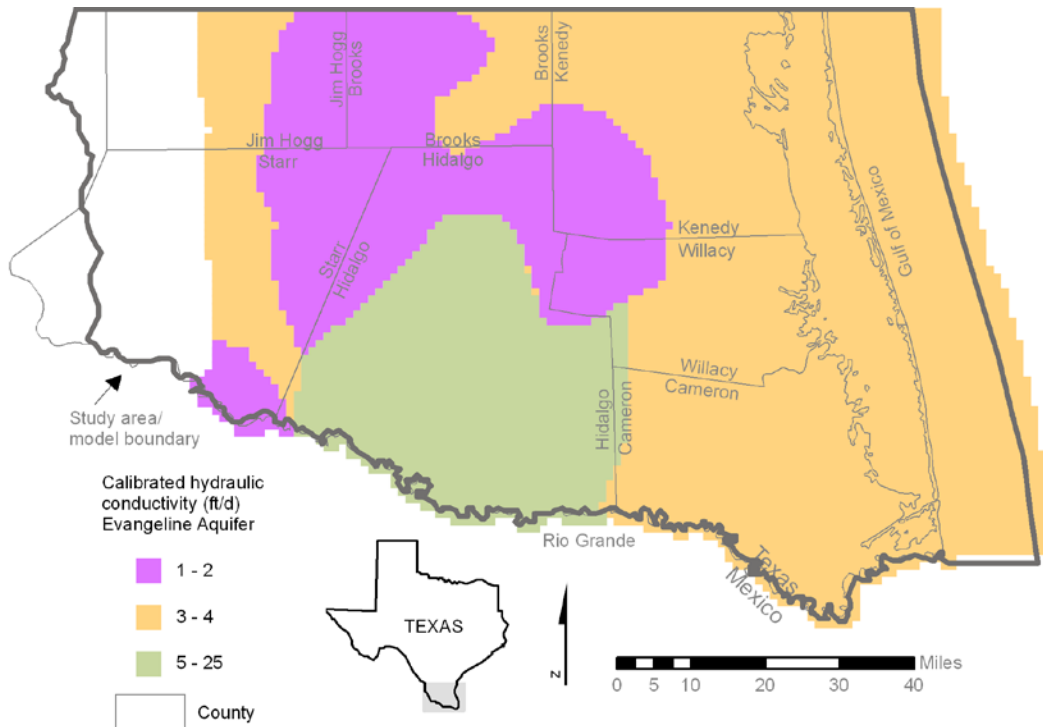 Jim Hogg
Brooks
Brooks
Kenedy
Jim Hogg
Starr
Brooks
Hidalgo
Starr
Hidalgo
Kenedy
Willacy
Gulf of Mexico
Willacy
Cameron
Hidalgo
Cameron
Study area/
model boundary
Rio Grande
Texas
Mexico
Calibrated hydraulic
conductivity (ft/d)
Evangeline Aquifer
1 - 2
3 - 4
5 - 25
County
TEXAS
N
Miles
0 5 10 20 30 40